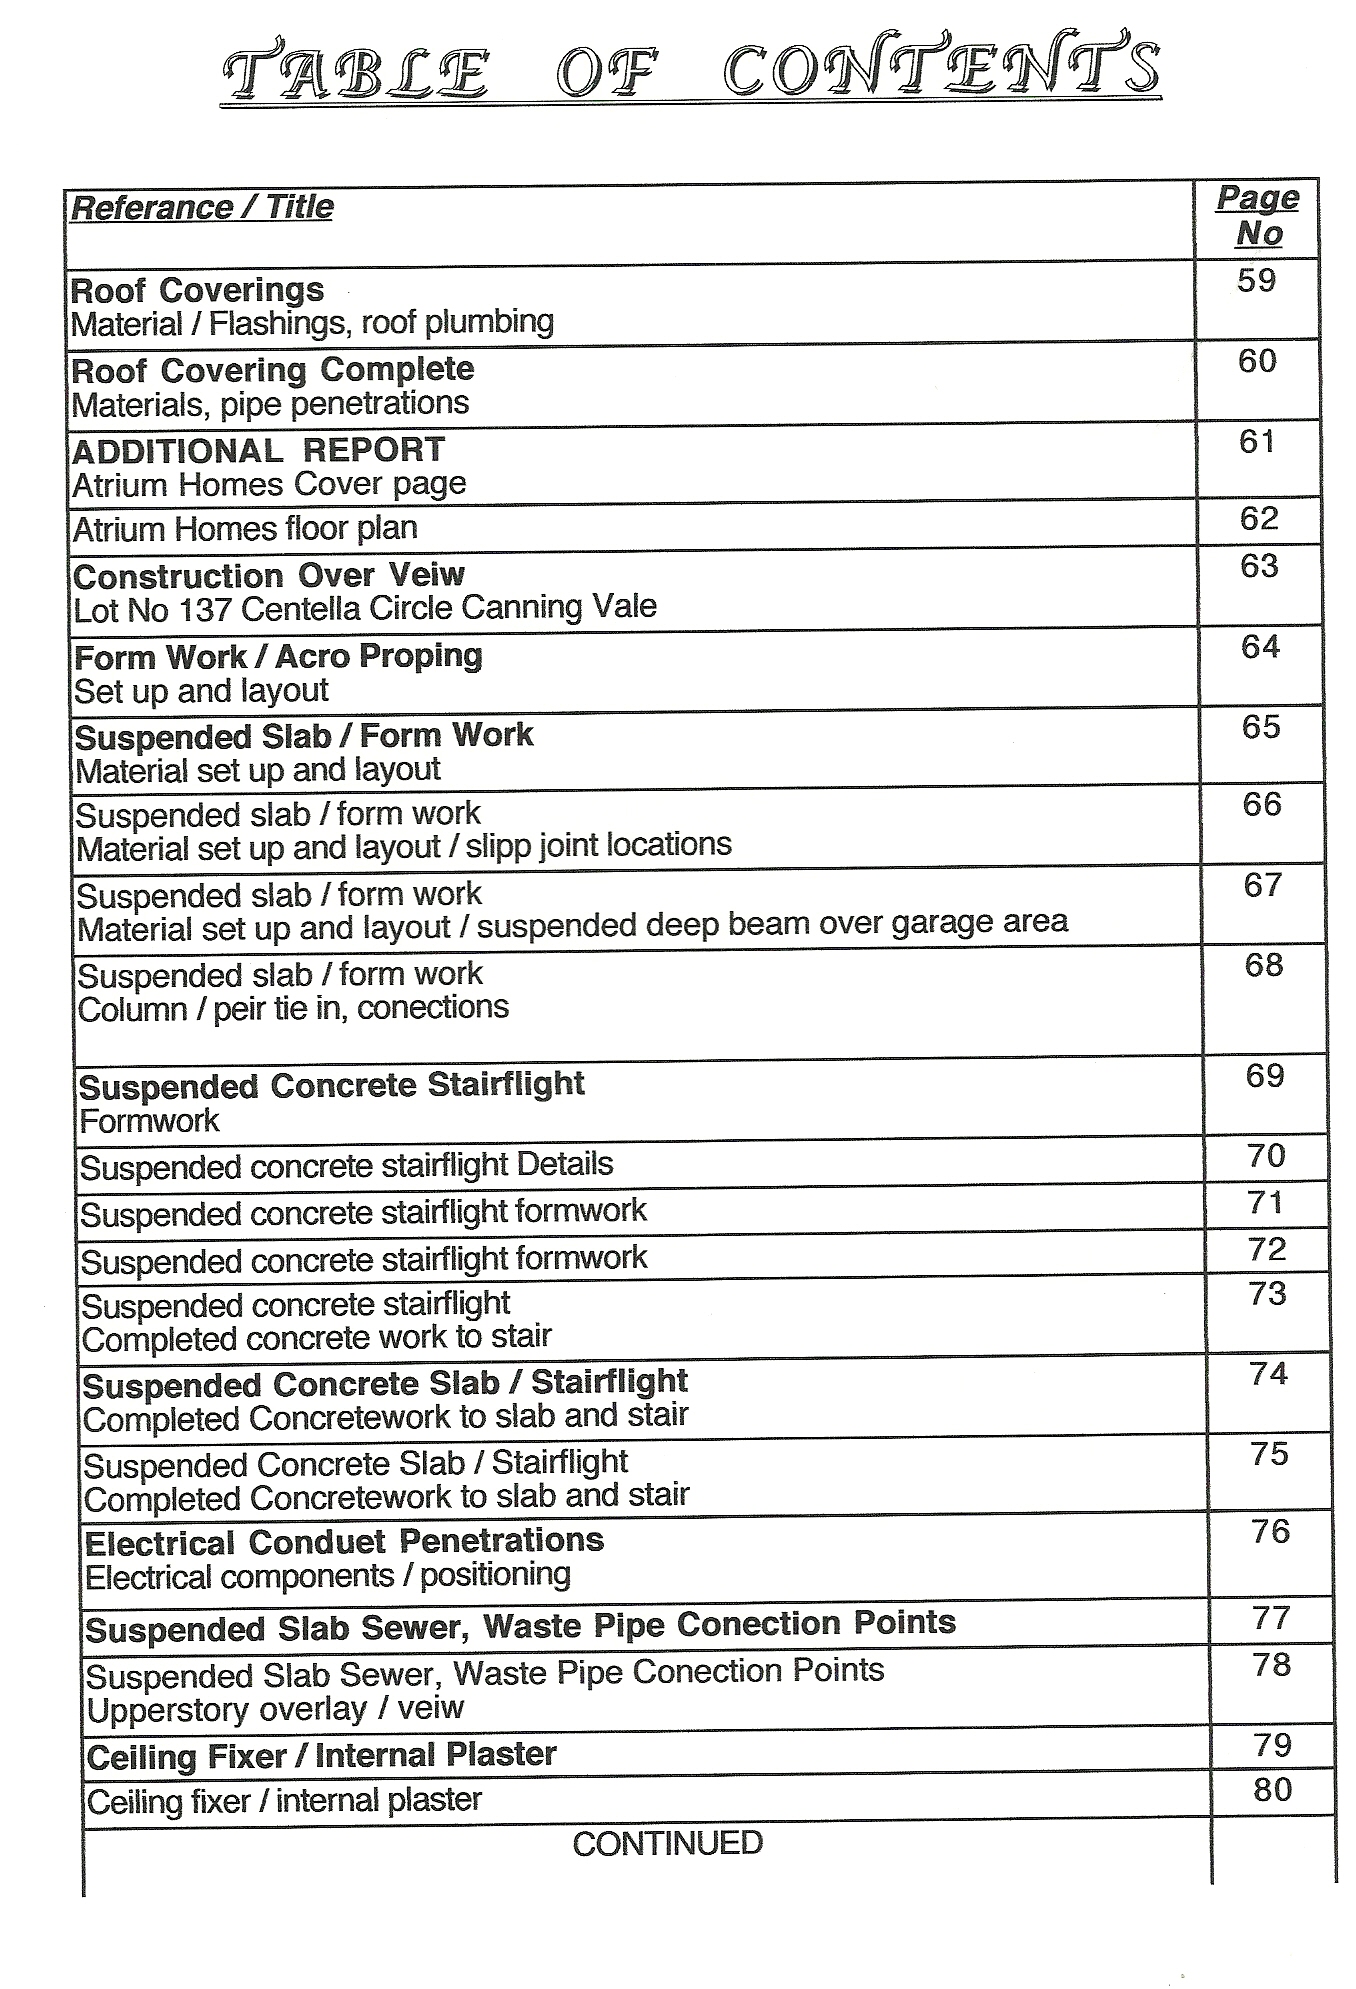 TABLE OF CONTENTS
Referance / Title
Page
No
Roof Coverings
59
Material / Flashings, roof plumbing
Roof Covering Complete
60
Materials, pipe penetrations
ADDITIONAL REPORT
61
Atrium Homes Cover page
Atrium Homes floor plan
62
Construction Over Veiw
63
Lot No 137 Centella Circle Canning Vale
Form Work / Acro Proping
64
Set up and layout
Suspended Slab / Form Work
65
Material set up and layout
Suspended slab / form work
66
Material set up and layout / slipp joint locations
Suspended slab / form work
67
Material set up and layout / suspended deep beam over garage area
Suspended slab / form work
68
Column / peir tie in, conections
Suspended Concrete Stairflight
69
Formwork
Suspended concrete stairflight Details
70
Suspended concrete stairflight formwork
71
Suspended concrete stairflight formwork
72
Suspended concrete stairflight
73
Completed concrete work to stair
Suspended Concrete Slab / Stairflight
74
Completed Concretework to slab and stair
Suspended Concrete Slab / Stairflight
75
Completed Concretework to slab and stair
Electrical Conduet Penetrations
76
Electrical components / positioning
Suspended Slab Sewer, Waste Pipe Conection Points
77
Suspended Slab Sewer, Waste Pipe Conection Points
78
Upperstory overlay / veiw
Ceiling Fixer / Internal Plaster
79
Ceiling fixer / internal plaster
80
CONTINUED